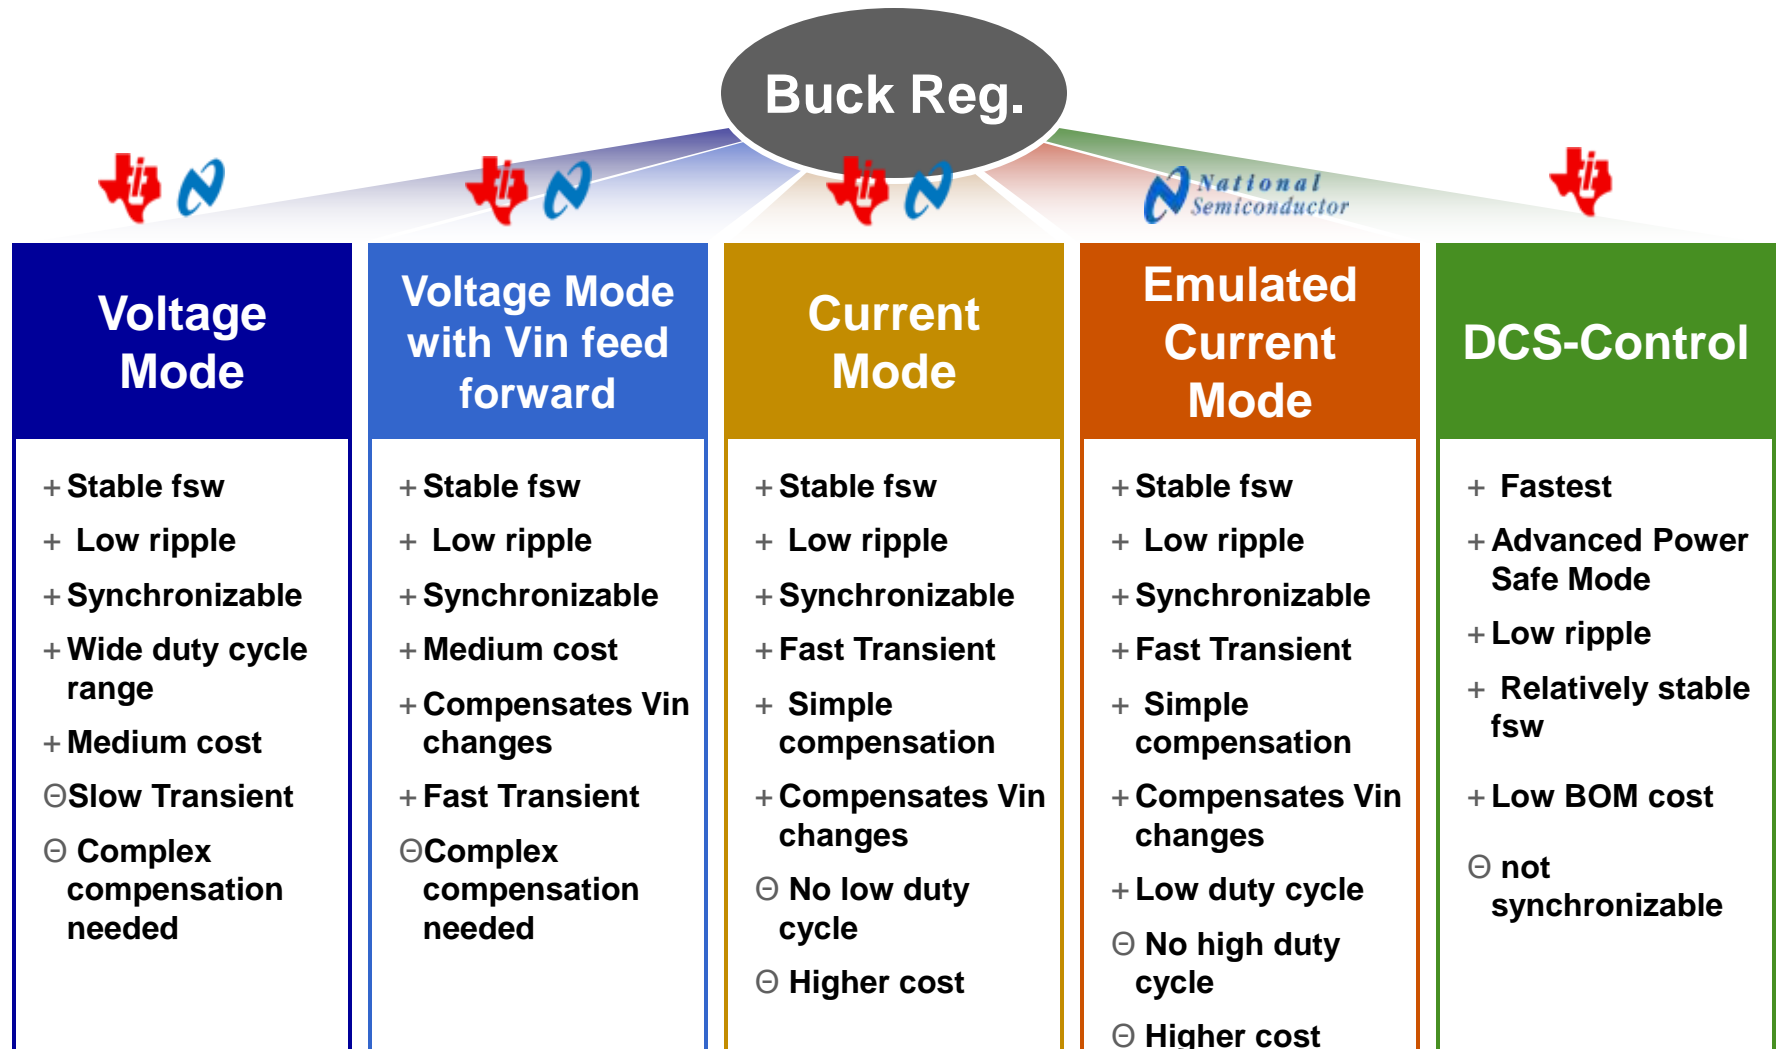 Buck Reg.
National
Semiconductor
Voltage
Mode
+ Stable fsw
+ Low ripple
+ Synchronizable
+ Wide duty cycle
range
+ Medium cost
ΘSlow Transient
Θ Complex
compensation
needed
Voltage Mode
with Vin feed
forward
+ Stable fsw
+ Low ripple
+ Synchronizable
+ Medium cost
+ Compensates Vin
changes
+ Fast Transient
ΘComplex
compensation
needed
Current
Mode
+ Stable fsw
+ Low ripple
+ Synchronizable
+ Fast Transient
+ Simple
compensation
+ Compensates Vin
changes
Θ No low duty
cycle
Θ Higher cost
Emulated
Current
Mode
+ Stable fsw
+ Low ripple
+ Synchronizable
+ Fast Transient
+ Simple
compensation
+ Compensates Vin
changes
+ Low duty cycle
Θ No high duty
cycle
Θ Higher cost
DCS-Control
+ Fastest
+ Advanced Power
Safe Mode
+ Low ripple
+ Relatively stable
fsw
+ Low BOM cost
Θ not
synchronizable